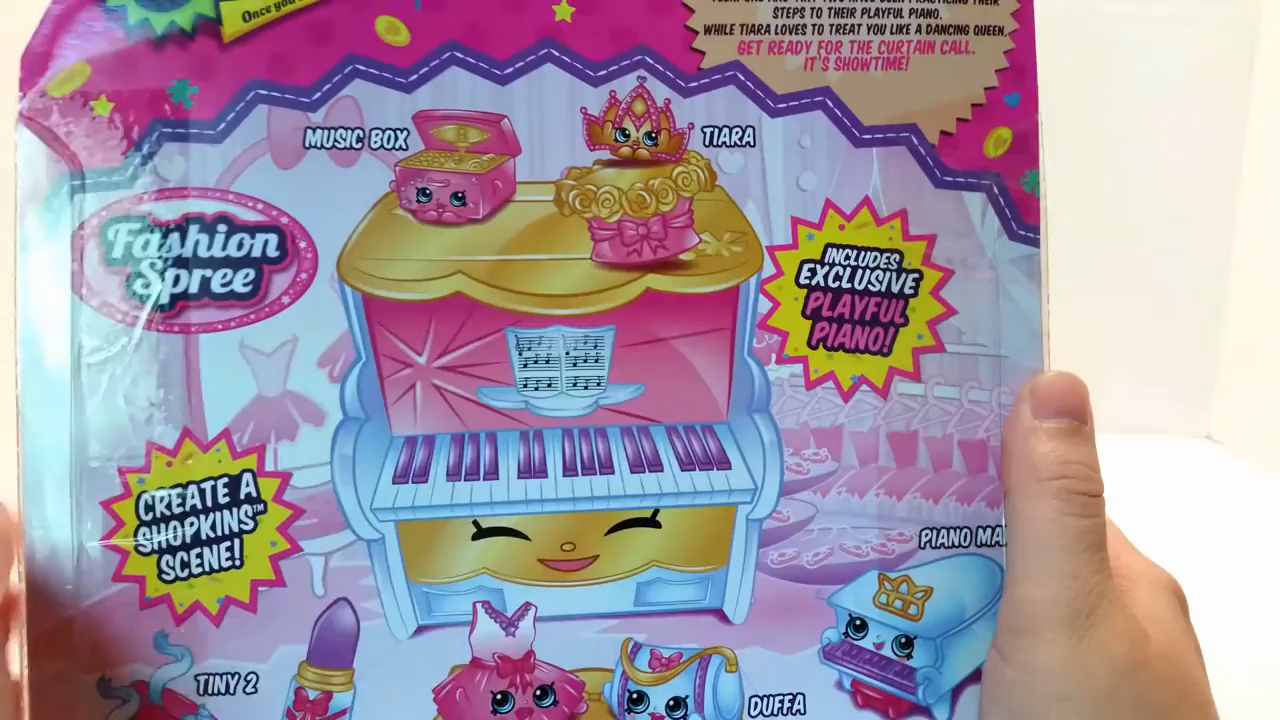 Once you
STEPS TO THEIR PLAYFUL PIANO.
WHILE TIARA LOVES TO TREAT YOU LIKE A DANCING QUEEN.
GET READY FOR THE CURTAIN CALL.
IT'S SHOWTIME!
MUSIC BOX
TIARA
Fashion
Spree
INCLUDES
EXCLUSIVE
PLAYFUL
PIANO!
CREATE A
SHOPKINS™
SCENE!
PIANO MA
TINY 2
DUFFA